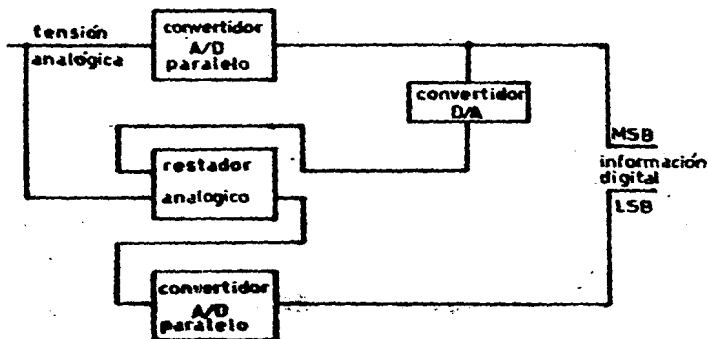 tensión
analógica
convertidor
A/D
paralelo
convertidor
D/A
restador
analogico
MSB
información
digital
LSB
convertidor
A/D
paralelo